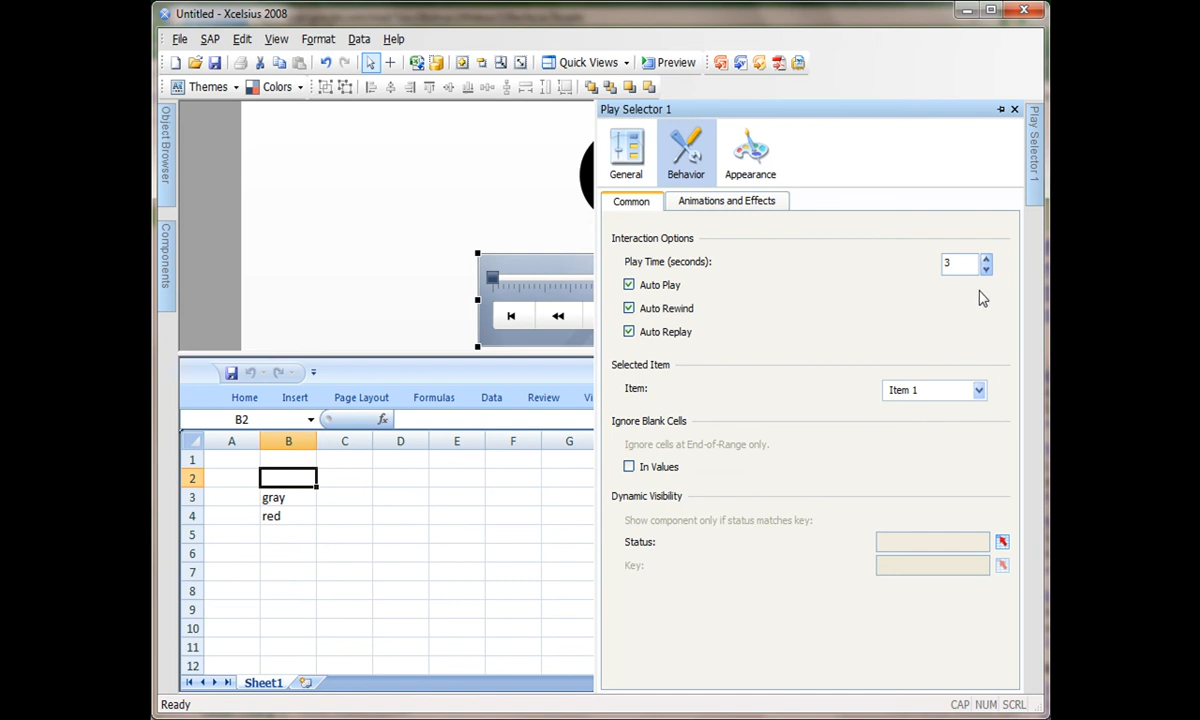 Untitled - Xcelsius 2008
File SAP Edit View Format Data Help
Quick Views Preview
Themes Colors
Object Browser
Components
Play Selector 1
Play Selector 1
General Behavior Appearance
Common Animations and Effects
Interaction Options
Play Time (seconds): 3
Auto Play
Auto Rewind
Auto Replay
Selected Item
Item: Item 1
Ignore Blank Cells
Ignore cells at End-of-Range only.
In Values
Dynamic Visibility
Show component only if status matches key:
Status:
Key:
Home Insert Page Layout Formulas Data Review Vi
B2 fx
A B C D E F G
1
2
3 gray
4 red
5
6
7
8
9
10
11
12
Sheet1
Ready CAP NUM SCRL